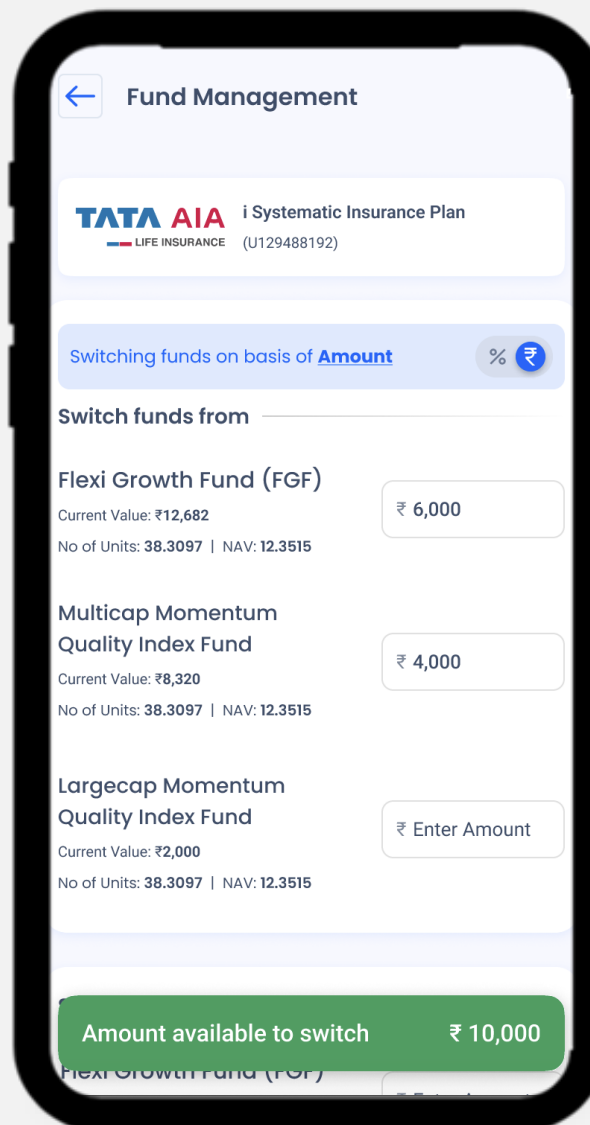 Fund Management
TATA AIA
LIFE INSURANCE
i Systematic Insurance Plan
(U129488192)
Switching funds on basis of Amount
% ₹
Switch funds from
Flexi Growth Fund (FGF)
Current Value: ₹12,682
No of Units: 38.3097 | NAV: 12.3515
₹ 6,000
Multicap Momentum
Quality Index Fund
Current Value: ₹8,320
No of Units: 38.3097 | NAV: 12.3515
₹ 4,000
Largecap Momentum
Quality Index Fund
Current Value: ₹2,000
No of Units: 38.3097 | NAV: 12.3515
₹ Enter Amount
Amount available to switch ₹ 10,000
Flexi Growth Fund (FGF)